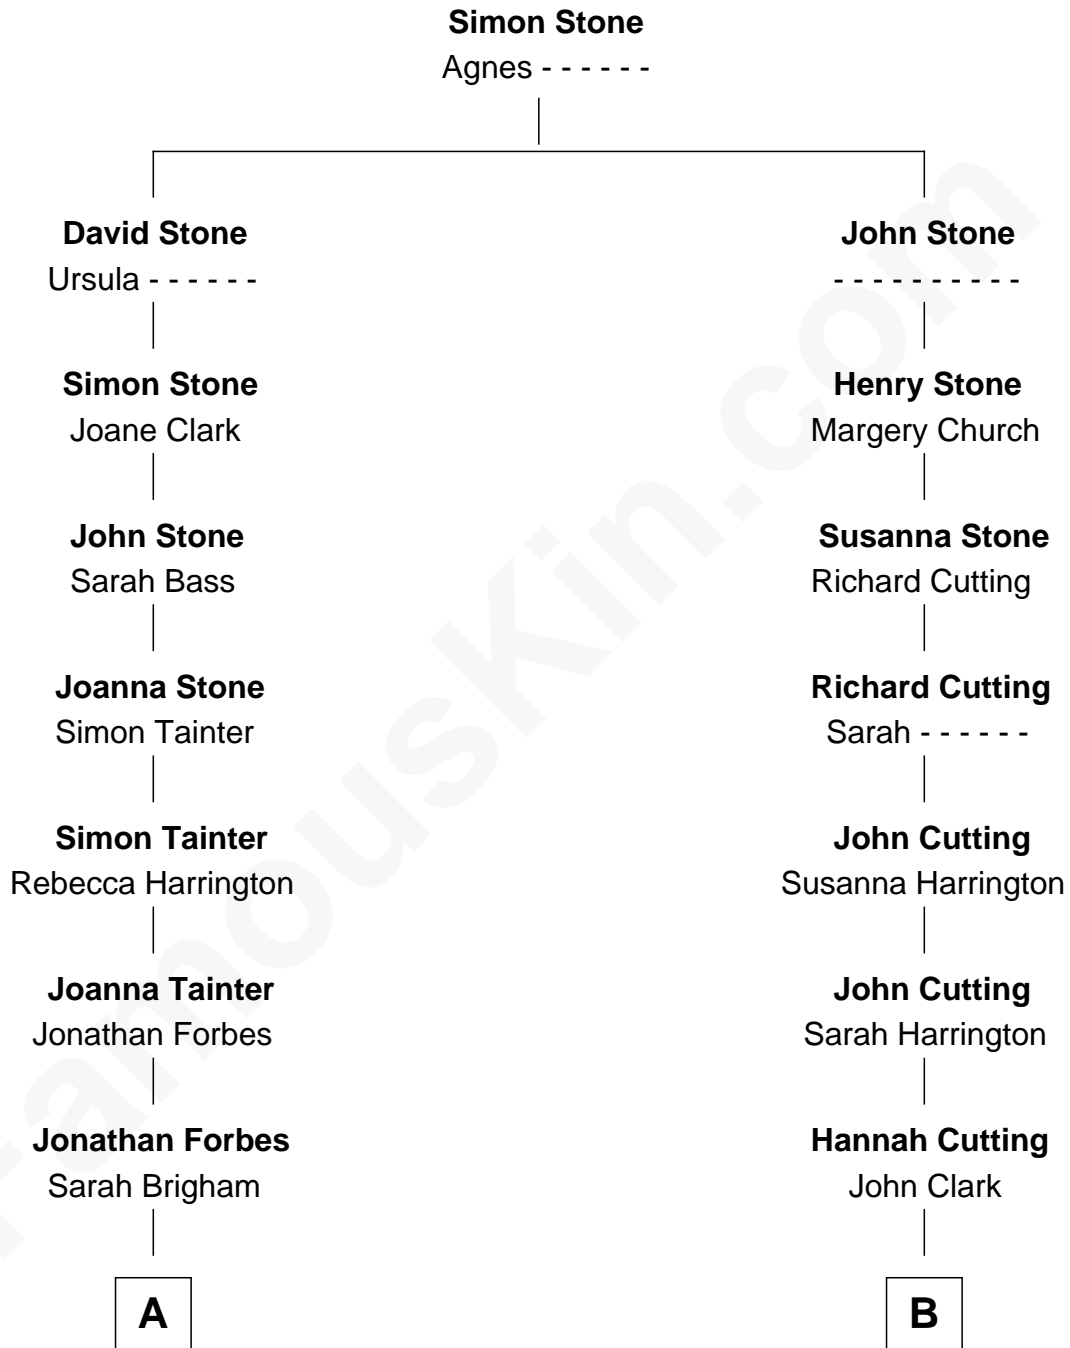 Simon Stone
Agnes - - - - - -
David Stone
Ursula - - - - - -
John Stone
- - - - - - - - - -
Simon Stone
Joane Clark
Henry Stone
Margery Church
John Stone
Sarah Bass
Susanna Stone
Richard Cutting
Joanna Stone
Simon Tainter
Richard Cutting
Sarah - - - - - -
Simon Tainter
Rebecca Harrington
John Cutting
Susanna Harrington
Joanna Tainter
Jonathan Forbes
John Cutting
Sarah Harrington
Jonathan Forbes
Sarah Brigham
Hannah Cutting
John Clark
A
B
FamousKin.com